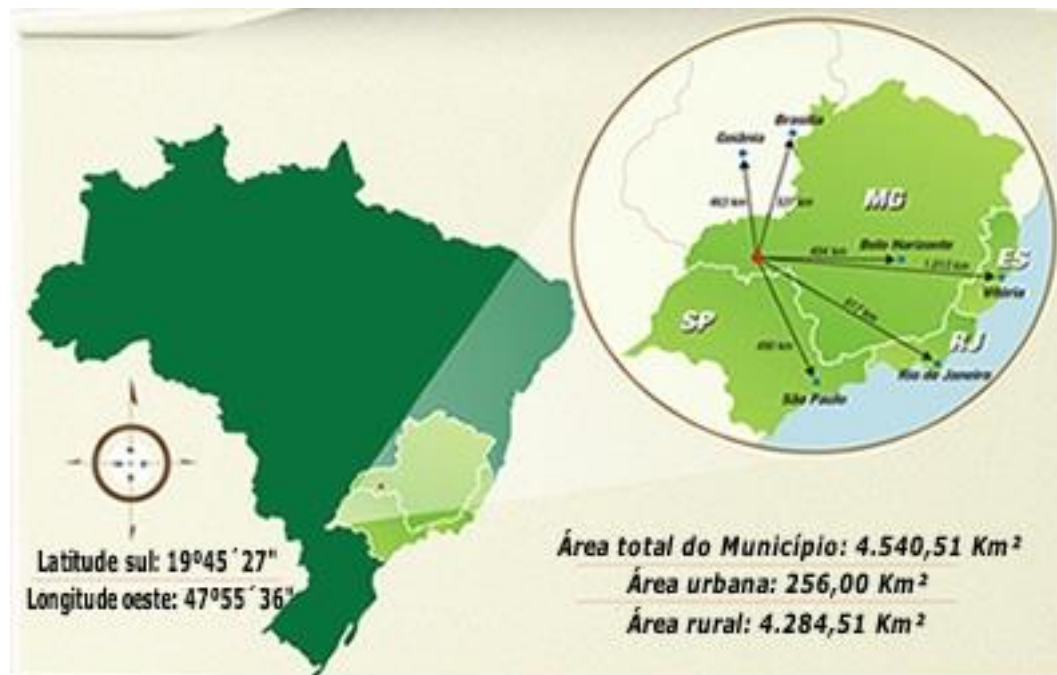 Goiânia
Brasília
MG
Belo Horizonte
ES
Vitória
SP
RJ
Rio de Janeiro
São Paulo
Latitude sul: 19º45´27"
Longitude oeste: 47º55´36"
Área total do Município: 4.540,51 Km²
Área urbana: 256,00 Km²
Área rural: 4.284,51 Km²